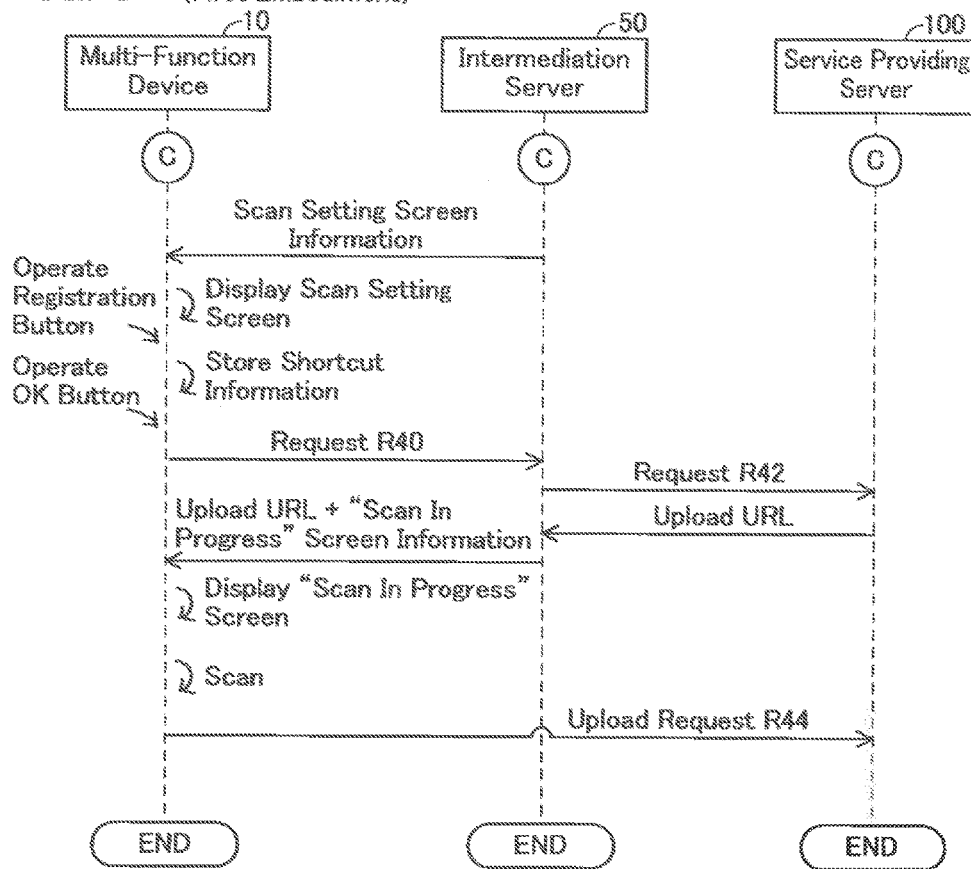 10
50
100
Multi-Function
Device
Intermediation
Server
Service Providing
Server
C
C
C
Scan Setting Screen
Information
Operate
Registration
Button
Display Scan Setting
Screen
Operate
OK Button
Store Shortcut
Information
Request R40
Request R42
Upload URL
Upload URL + “Scan In
Progress” Screen Information
Display “Scan In Progress”
Screen
Scan
Upload Request R44
END
END
END